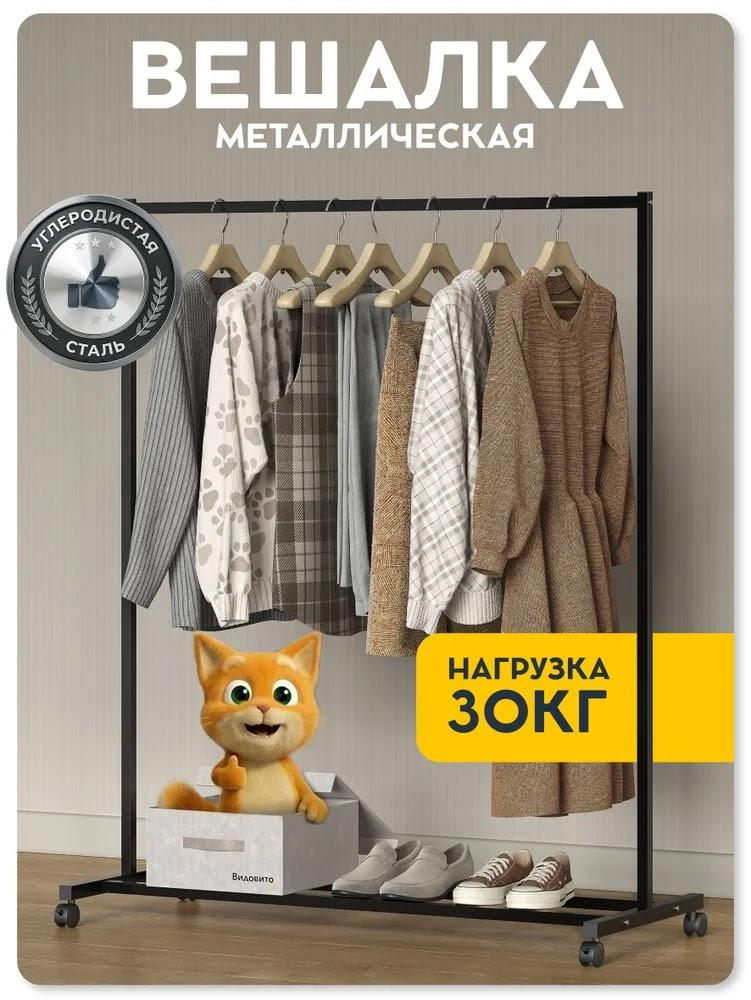 ВЕШАЛКА
МЕТАЛЛИЧЕСКАЯ
УГЛЕРОДИСТАЯ
СТАЛЬ
НАГРУЗКА
30КГ
Видовито